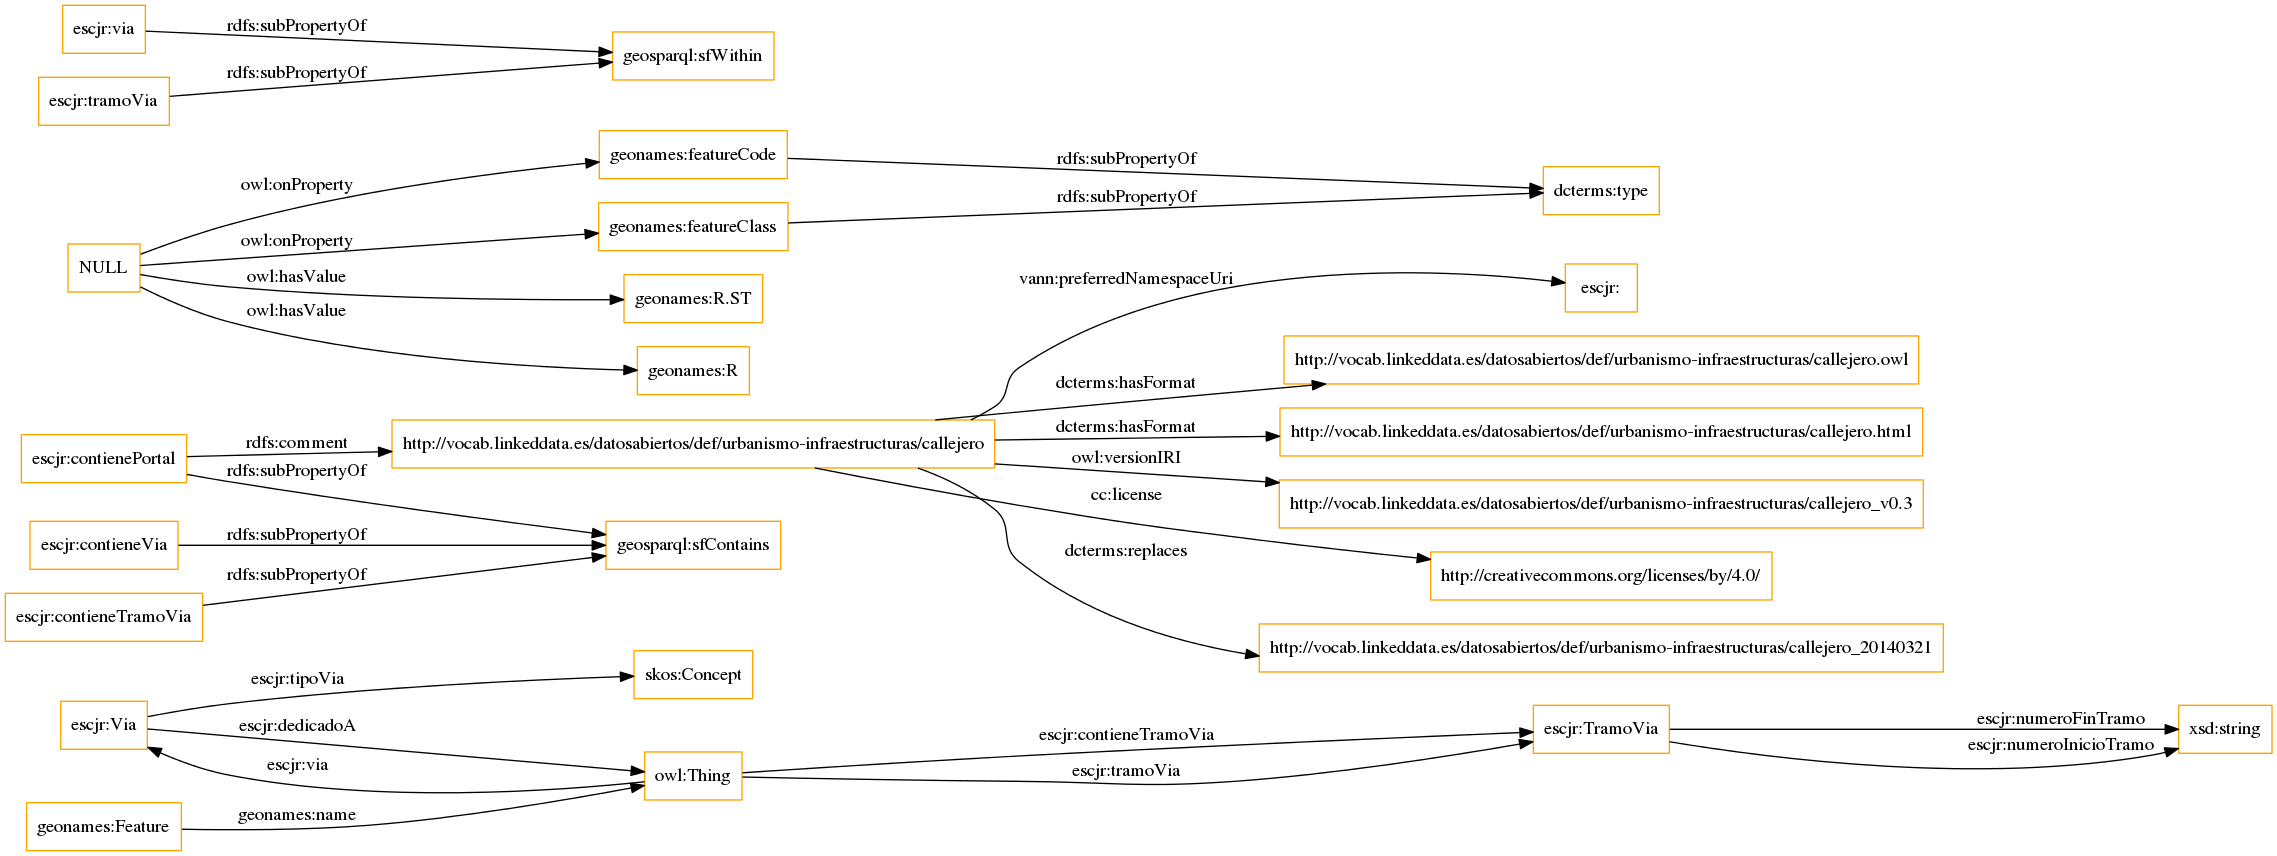 escjr:via
rdfs:subPropertyOf
geosparql:sfWithin
escjr:tramoVia
rdfs:subPropertyOf
geonames:featureCode
rdfs:subPropertyOf
dcterms:type
owl:onProperty
geonames:featureClass
rdfs:subPropertyOf
owl:onProperty
NULL
owl:hasValue
geonames:R.ST
owl:hasValue
geonames:R
vann:preferredNamespaceUri
escjr:
http://vocab.linkeddata.es/datosabiertos/def/urbanismo-infraestructuras/callejero.owl
dcterms:hasFormat
escjr:contienePortal
rdfs:comment
http://vocab.linkeddata.es/datosabiertos/def/urbanismo-infraestructuras/callejero
dcterms:hasFormat
http://vocab.linkeddata.es/datosabiertos/def/urbanismo-infraestructuras/callejero.html
rdfs:subPropertyOf
owl:versionIRI
http://vocab.linkeddata.es/datosabiertos/def/urbanismo-infraestructuras/callejero_v0.3
cc:license
http://creativecommons.org/licenses/by/4.0/
escjr:contieneVia
rdfs:subPropertyOf
geosparql:sfContains
dcterms:replaces
http://vocab.linkeddata.es/datosabiertos/def/urbanismo-infraestructuras/callejero_20140321
escjr:contieneTramoVia
rdfs:subPropertyOf
escjr:tipoVia
skos:Concept
escjr:Via
escjr:dedicadoA
escjr:via
owl:Thing
escjr:contieneTramoVia
escjr:tramoVia
escjr:TramoVia
escjr:numeroFinTramo
escjr:numeroInicioTramo
xsd:string
geonames:Feature
geonames:name